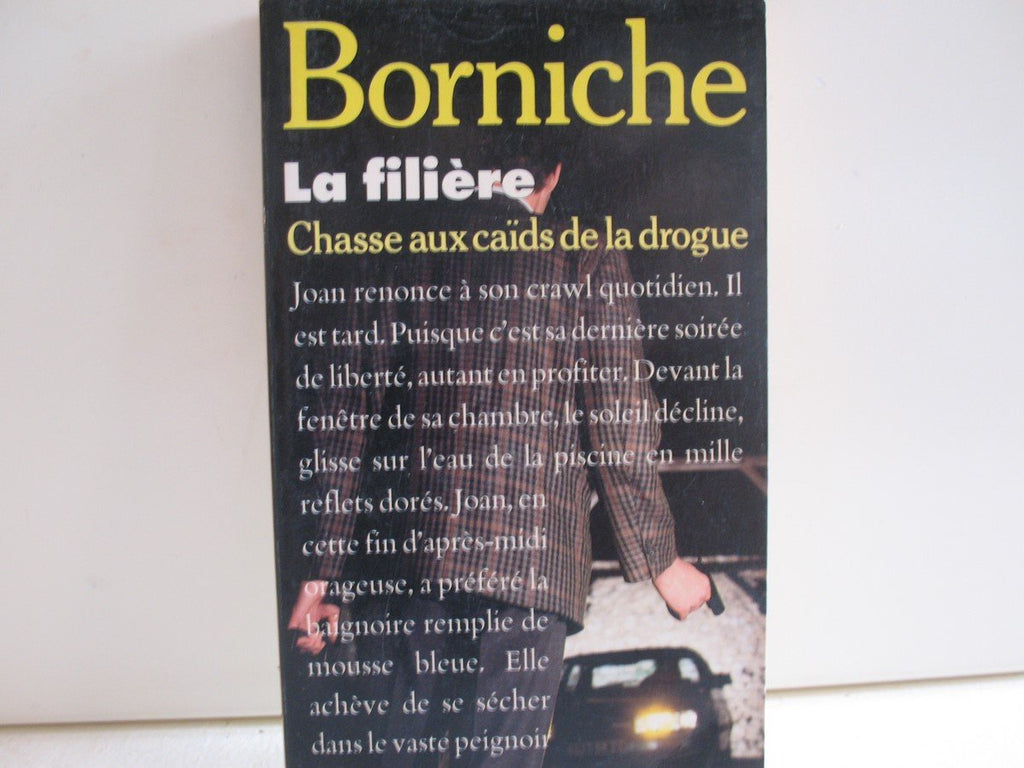 Borniche
La filière
Chasse aux caïds de la drogue
Joan renonce à son crawl quotidien. Il
est tard. Puisque c'est sa dernière soirée
de liberté, autant en profiter. Devant la
fenêtre de sa chambre, le soleil décline,
glisse sur l'eau de la piscine en mille
reflets dorés. Joan, en
cette fin d'après-midi
orageuse, a préféré la
baignoire remplie de
mousse bleue. Elle
achève de se sécher
dans le vaste peignoir